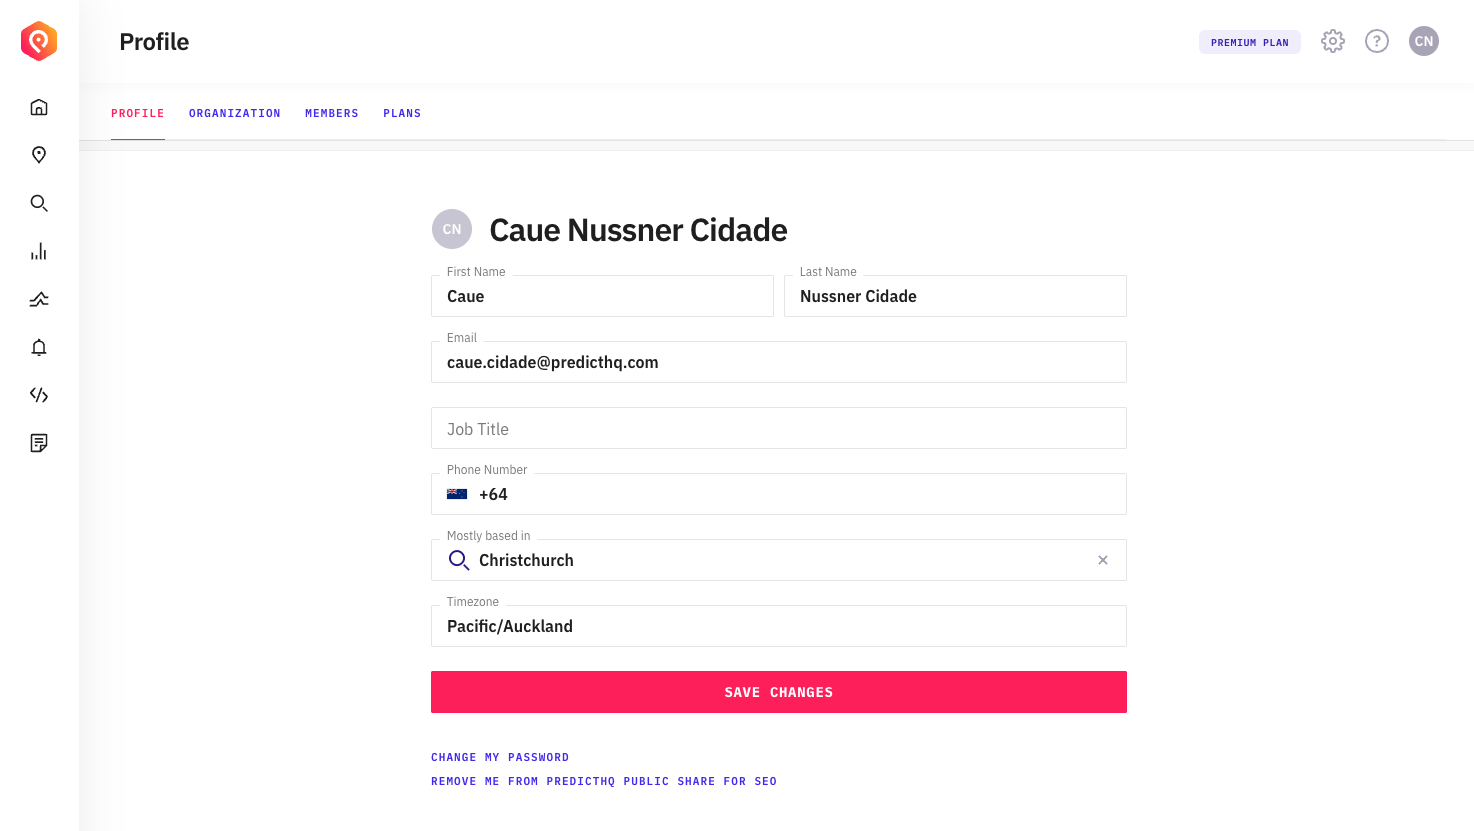 Profile
PREMIUM PLAN
?
CN
PROFILE ORGANIZATION MEMBERS PLANS
CN
Caue Nussner Cidade
First Name
Caue
Last Name
Nussner Cidade
Email
caue.cidade@predicthq.com
Job Title
Phone Number
+64
Mostly based in
Christchurch
Timezone
Pacific/Auckland
SAVE CHANGES
CHANGE MY PASSWORD
REMOVE ME FROM PREDICTHQ PUBLIC SHARE FOR SEO